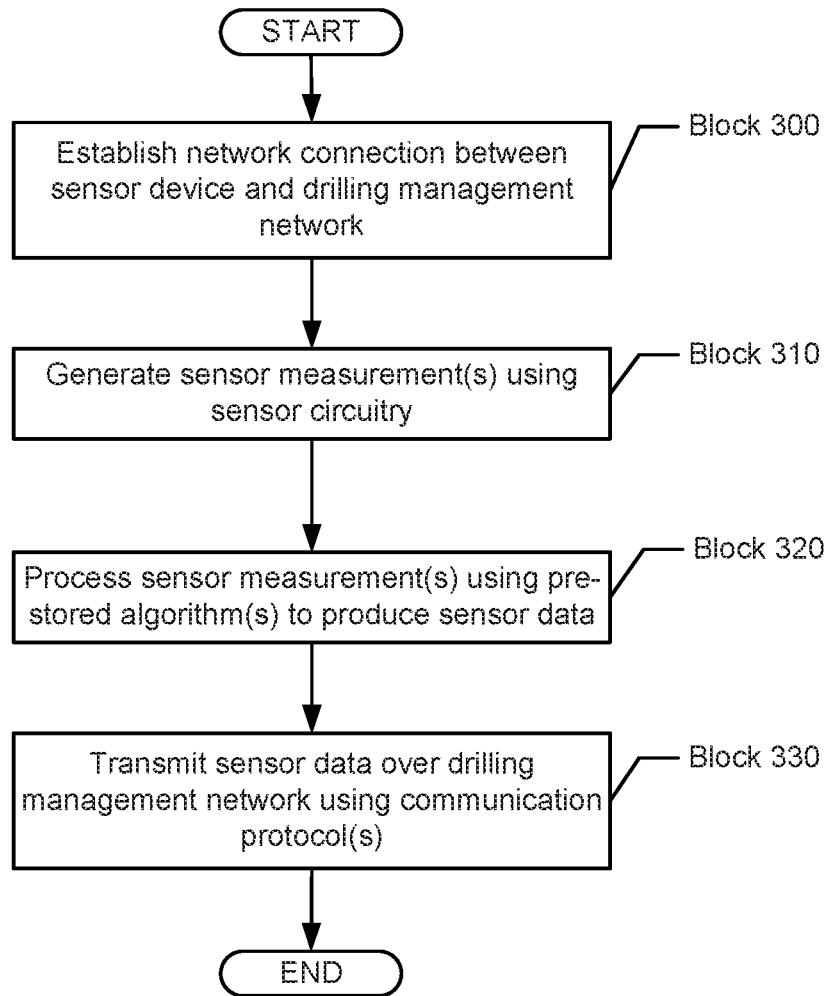 START
Establish network connection between
sensor device and drilling management
network
Block 300
Generate sensor measurement(s) using
sensor circuitry
Block 310
Process sensor measurement(s) using pre-
stored algorithm(s) to produce sensor data
Block 320
Transmit sensor data over drilling
management network using communication
protocol(s)
Block 330
END